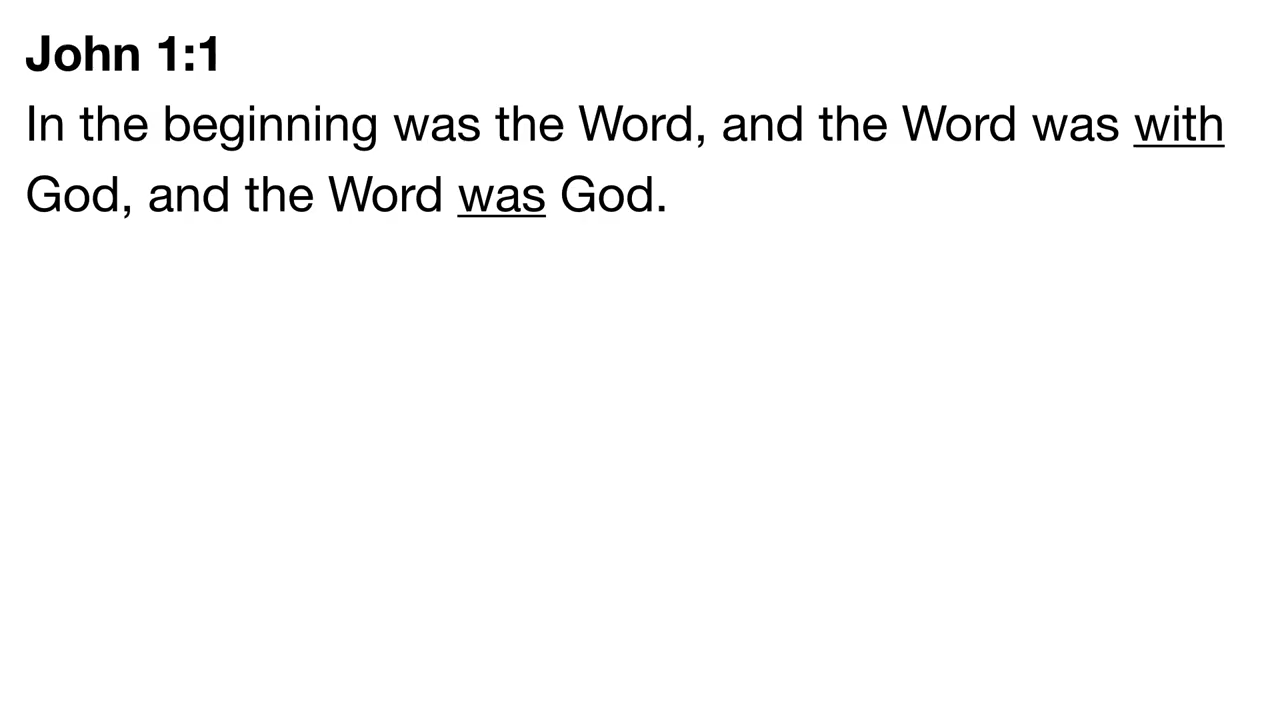 John 1:1
In the beginning was the Word, and the Word was with
God, and the Word was God.